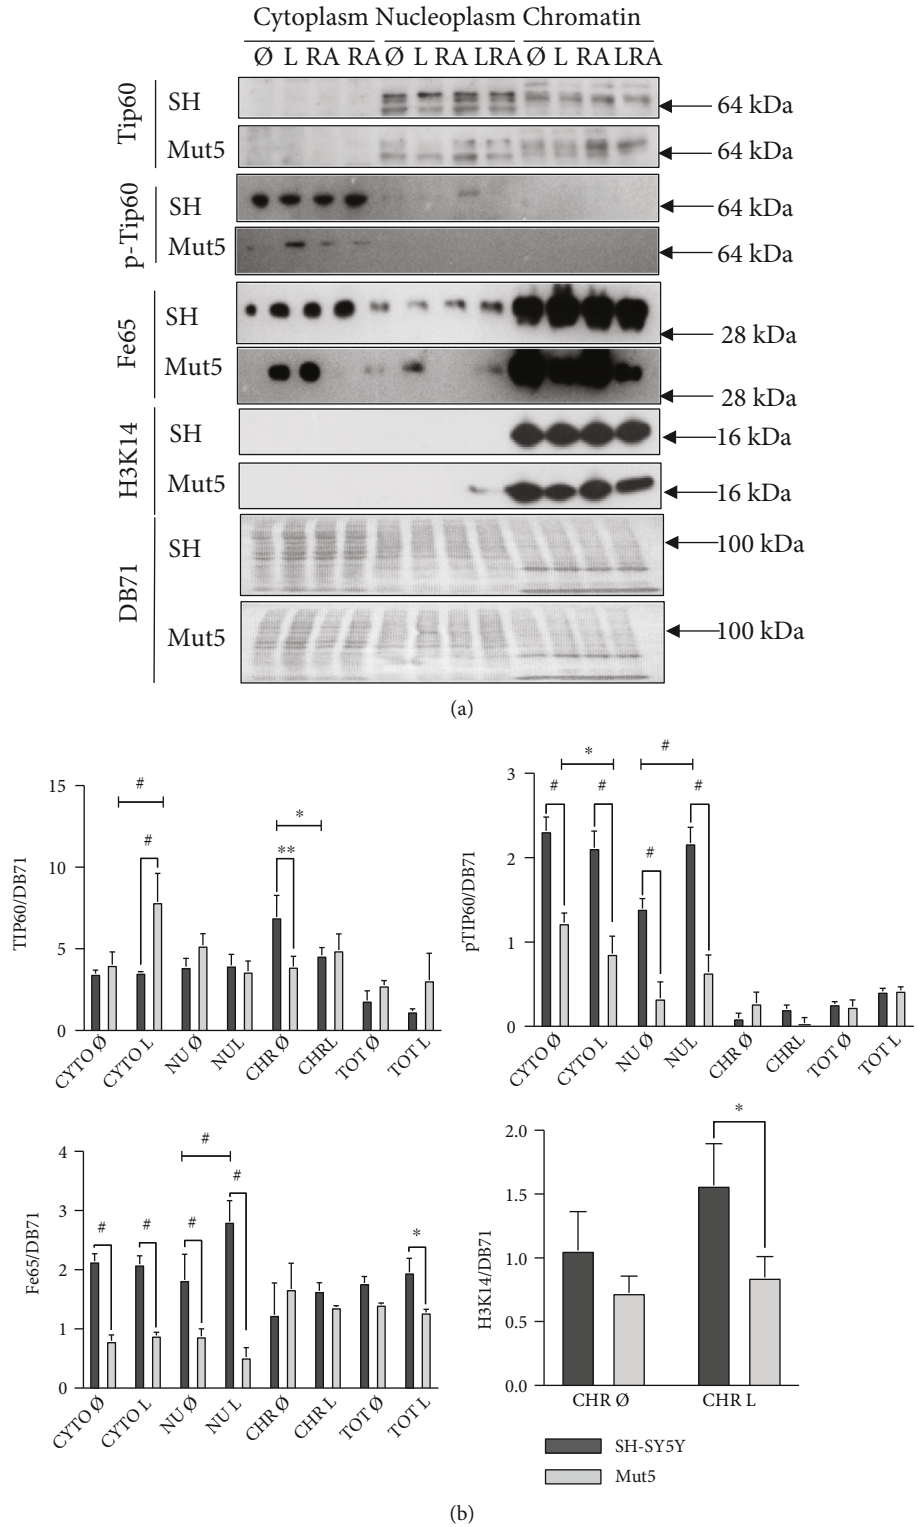 Cytoplasm Nucleoplasm Chromatin
Ø L RA RA Ø L RA LRA Ø L RA LRA
Tip60
SH
64 kDa
Mut5
64 kDa
p-Tip60
SH
64 kDa
Mut5
64 kDa
Fe65
SH
28 kDa
Mut5
28 kDa
H3K14
SH
16 kDa
Mut5
16 kDa
DB71
SH
100 kDa
Mut5
100 kDa
(a)
TIP60/DB71
15
10
5
0
#
#
**
*
CYTO Ø
CYTO L
NU Ø
NUL
CHR Ø
CHRL
TOT Ø
TOT L
pTIP60/DB71
3
2
1
0
*
#
#
#
#
#
CYTO Ø
CYTO L
NU Ø
NUL
CHR Ø
CHRL
TOT Ø
TOT L
Fe65/DB71
4
3
2
1
0
#
#
#
#
#
*
CYTO Ø
CYTO L
NU Ø
NU L
CHR Ø
CHR L
TOT Ø
TOT L
H3K14/DB71
2.0
1.5
1.0
0.5
0.0
*
CHR Ø
CHR L
SH-SY5Y
Mut5
(b)